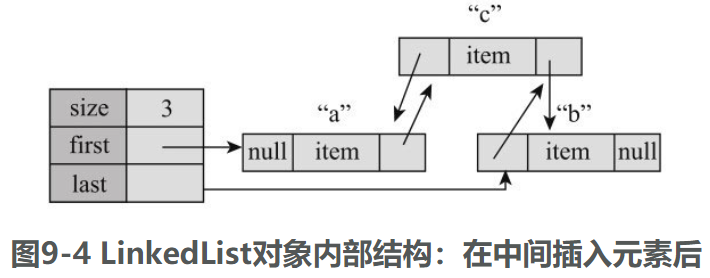 “c”
item
size 3
“a”
“b”
first
null item
item null
last
图9-4 LinkedList对象内部结构：在中间插入元素后